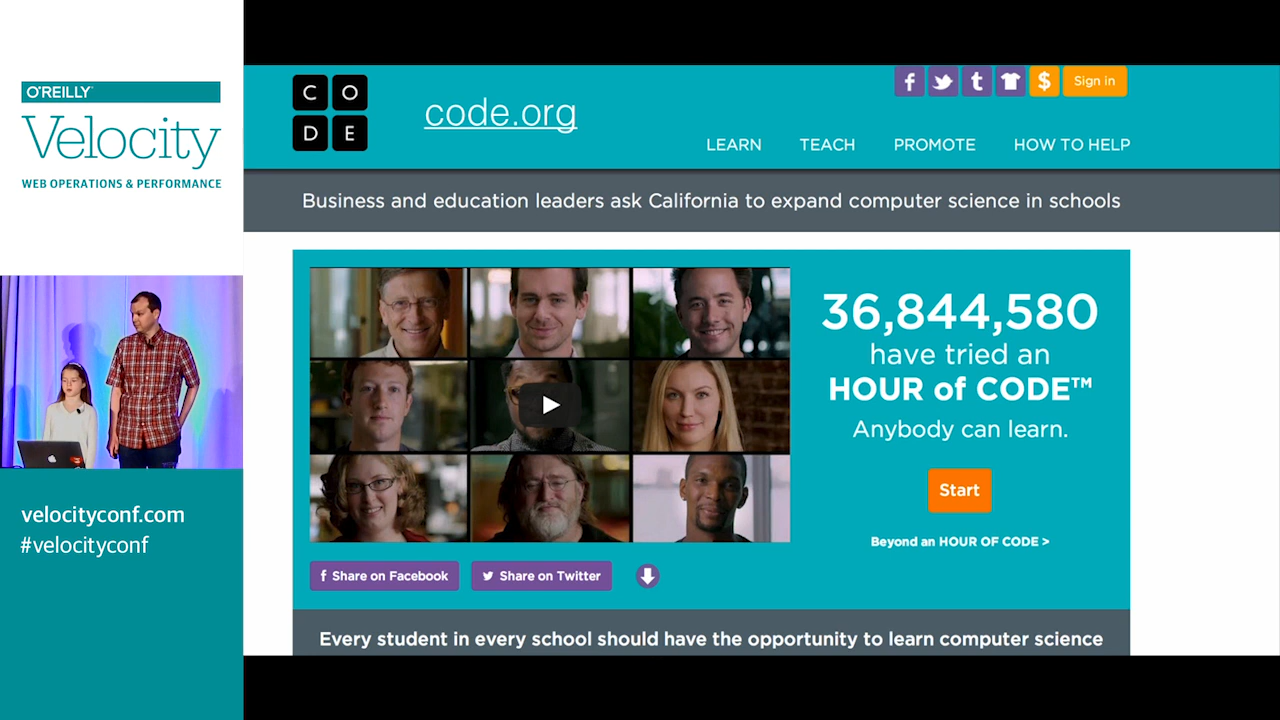 O'REILLY
Velocity
WEB OPERATIONS & PERFORMANCE
velocityconf.com
#velocityconf
C O
D E
code.org
f t $ Sign in
LEARN TEACH PROMOTE HOW TO HELP
Business and education leaders ask California to expand computer science in schools
36,844,580
have tried an
HOUR of CODE™
Anybody can learn.
Start
Beyond an HOUR OF CODE >
f Share on Facebook Share on Twitter
Every student in every school should have the opportunity to learn computer science